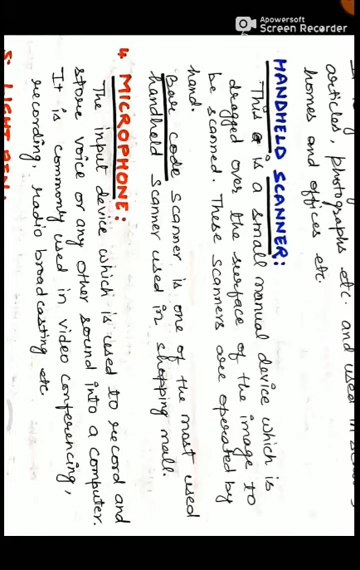 Apowersoft
Screen Recorder
articles, photographs etc. and used in
homes and offices etc.
HANDHELD SCANNER:
This is a small manual device which is
dragged over the surface of the image to
be scanned. These scanners are operated by
hand.
Bar code scanner is one of the most used
handheld scanner used in shopping mall.
4. MICROPHONE:
The input device which is used to record and
store voice or any other sound into a computer.
It is commonly used in video conferencing,
recording, radio broadcasting etc
5. LIGHT PEN: